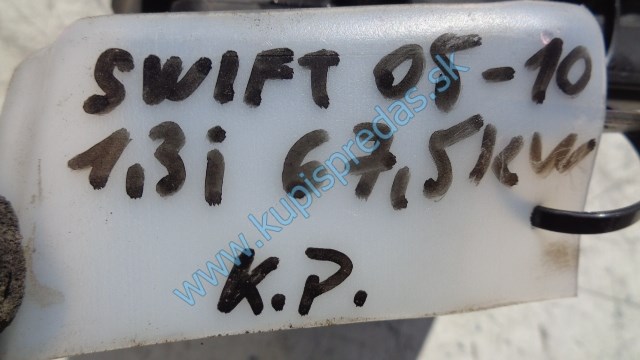 SWIFT 05-10
1,3i 67,5kW
K.P.
www.kupispredas.sk